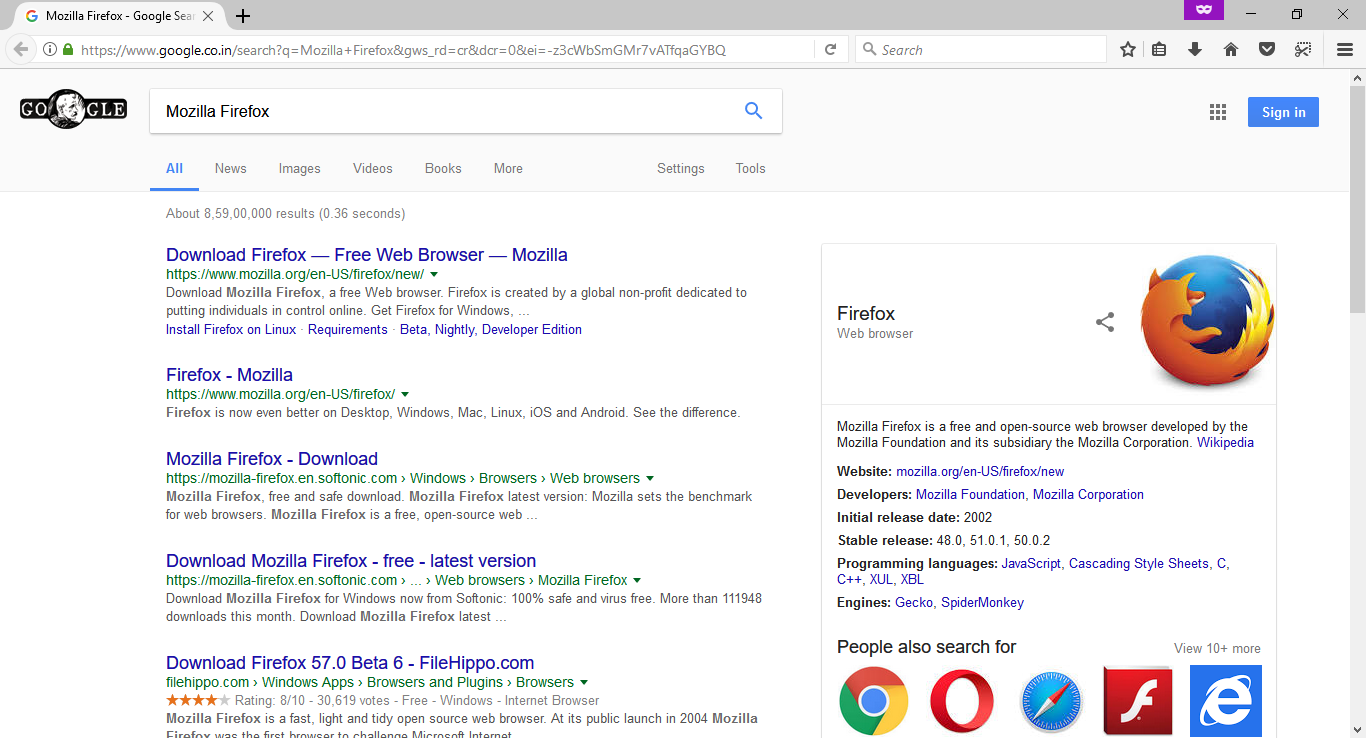 Mozilla Firefox - Google Sear
https://www.google.co.in/search?q=Mozilla+Firefox&gws_rd=cr&dcr=0&ei=-z3cWbSmGMr7vATfqaGYBQ
Search
GOOGLE
Mozilla Firefox
Sign in
All News Images Videos Books More Settings Tools
About 8,59,00,000 results (0.36 seconds)
Download Firefox — Free Web Browser — Mozilla
https://www.mozilla.org/en-US/firefox/new/
Download Mozilla Firefox, a free Web browser. Firefox is created by a global non-profit dedicated to
putting individuals in control online. Get Firefox for Windows, ...
Install Firefox on Linux · Requirements · Beta, Nightly, Developer Edition
Firefox - Mozilla
https://www.mozilla.org/en-US/firefox/
Firefox is now even better on Desktop, Windows, Mac, Linux, iOS and Android. See the difference.
Mozilla Firefox - Download
https://mozilla-firefox.en.softonic.com › Windows › Browsers › Web browsers
Mozilla Firefox, free and safe download. Mozilla Firefox latest version: Mozilla sets the benchmark
for web browsers. Mozilla Firefox is a free, open-source web ...
Download Mozilla Firefox - free - latest version
https://mozilla-firefox.en.softonic.com › ... › Web browsers › Mozilla Firefox
Download Mozilla Firefox for Windows now from Softonic: 100% safe and virus free. More than 111948
downloads this month. Download Mozilla Firefox latest ...
Download Firefox 57.0 Beta 6 - FileHippo.com
filehippo.com › Windows Apps › Browsers and Plugins › Browsers
Rating: 8/10 - 30,619 votes - Free - Windows - Internet Browser
Mozilla Firefox is a fast, light and tidy open source web browser. At its public launch in 2004 Mozilla
Firefox was the first browser to challenge Microsoft Internet
Firefox
Web browser
Mozilla Firefox is a free and open-source web browser developed by the
Mozilla Foundation and its subsidiary the Mozilla Corporation. Wikipedia
Website: mozilla.org/en-US/firefox/new
Developers: Mozilla Foundation, Mozilla Corporation
Initial release date: 2002
Stable release: 48.0, 51.0.1, 50.0.2
Programming languages: JavaScript, Cascading Style Sheets, C,
C++, XUL, XBL
Engines: Gecko, SpiderMonkey
People also search for
View 10+ more